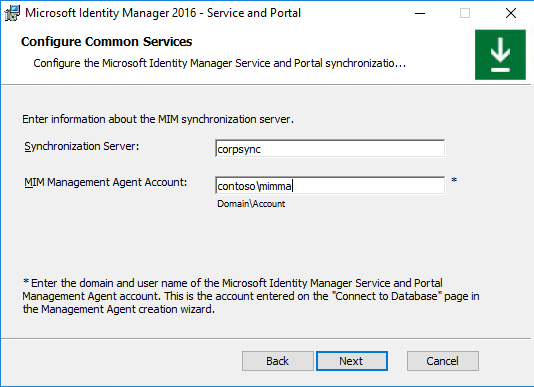 Microsoft Identity Manager 2016 - Service and Portal
Configure Common Services
Configure the Microsoft Identity Manager Service and Portal synchronizatio...
Enter information about the MIM synchronization server.
Synchronization Server: corpsync
MIM Management Agent Account: contoso\mimma *
Domain\Account
* Enter the domain and user name of the Microsoft Identity Manager Service and Portal
Management Agent account. This is the account entered on the "Connect to Database" page in
the Management Agent creation wizard.
Back Next Cancel